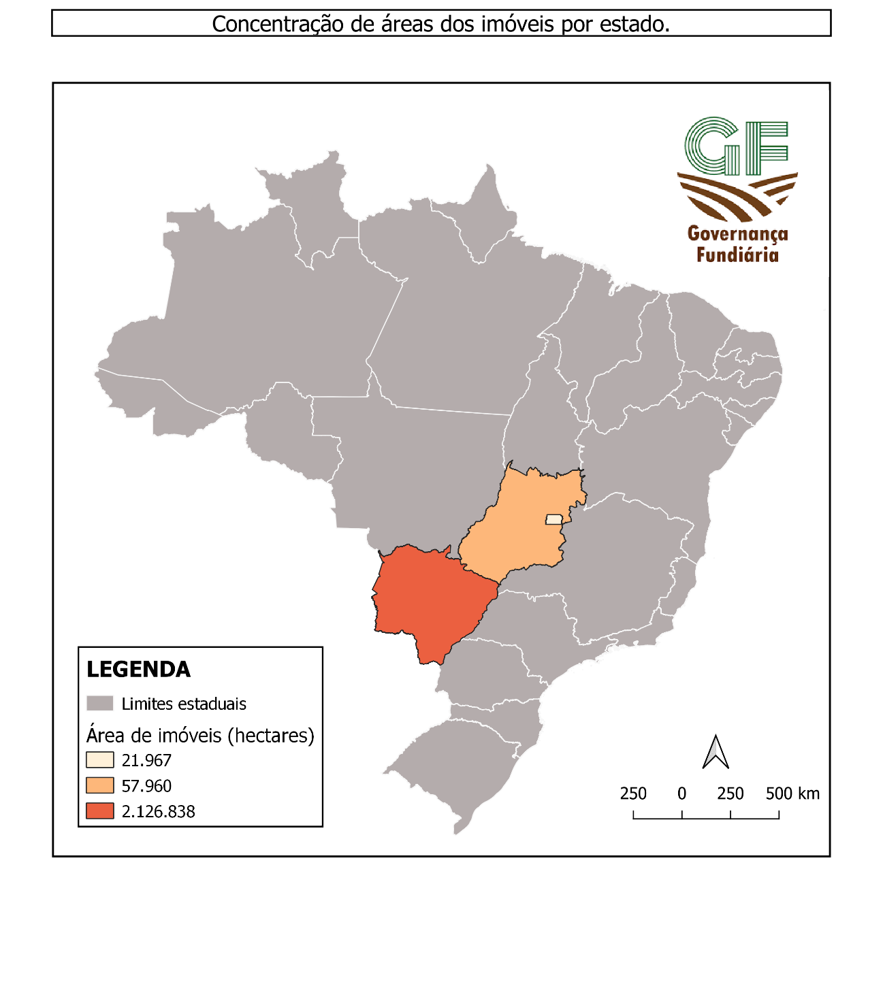 Concentração de áreas dos imóveis por estado.
GF
Governança
Fundiária
LEGENDA
Limites estaduais
Área de imóveis (hectares)
21.967
57.960
2.126.838
250 0 250 500 km